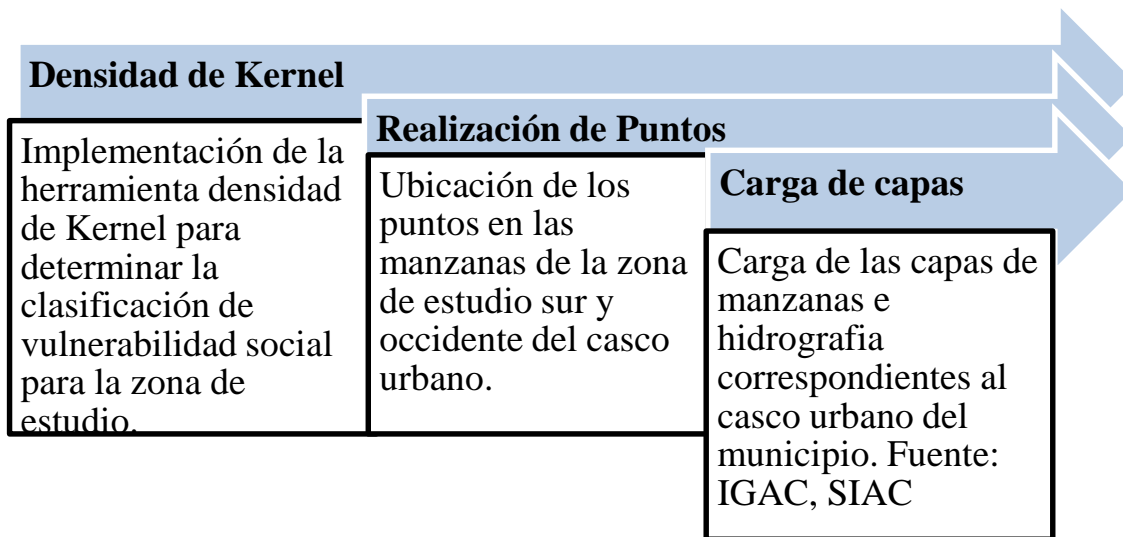 Densidad de Kernel
Implementación de la
herramienta densidad
de Kernel para
determinar la
clasificación de
vulnerabilidad social
para la zona de
estudio.
Realización de Puntos
Ubicación de los
puntos en las
manzanas de la zona
de estudio sur y
occidente del casco
urbano.
Carga de capas
Carga de las capas de
manzanas e
hidrografia
correspondientes al
casco urbano del
municipio. Fuente:
IGAC, SIAC